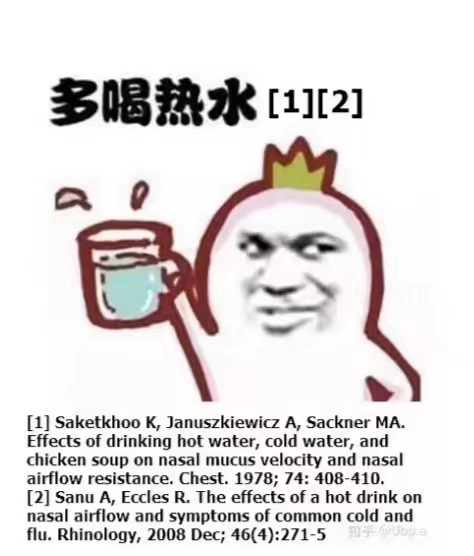 多喝热水 [1][2]
[1] Saketkhoo K, Januszkiewicz A, Sackner MA.
Effects of drinking hot water, cold water, and
chicken soup on nasal mucus velocity and nasal
airflow resistance. Chest. 1978; 74: 408-410.
[2] Sanu A, Eccles R. The effects of a hot drink on
nasal airflow and symptoms of common cold and
flu. Rhinology, 2008 Dec; 46(4):271-5
知乎 @Ubp.a